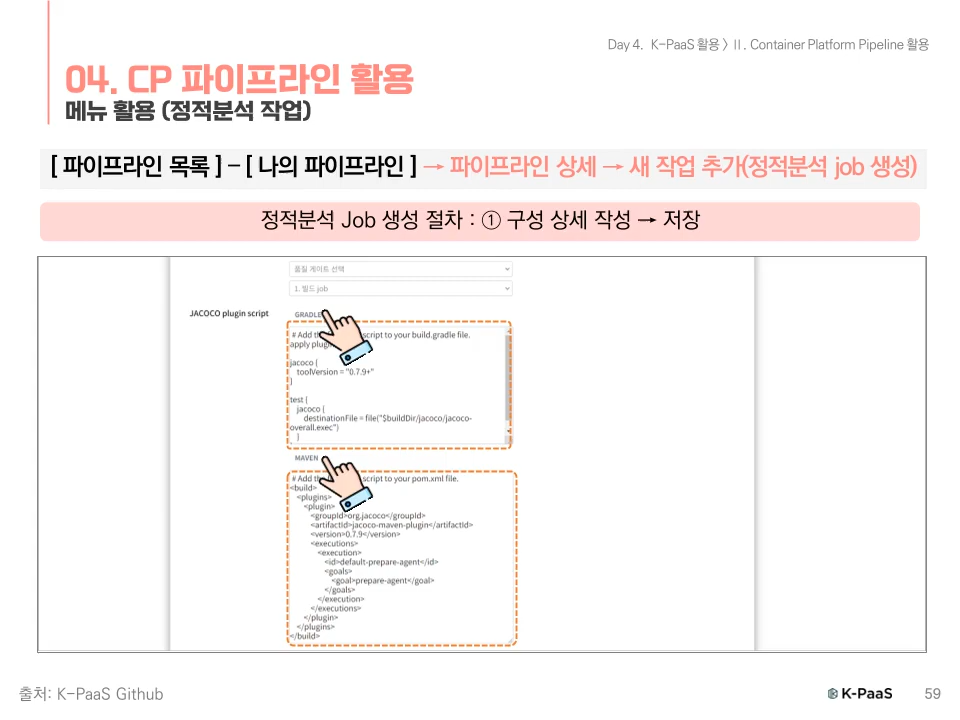 Day 4. K-PaaS 활용 > Ⅱ. Container Platform Pipeline 활용
04. CP 파이프라인 활용
메뉴 활용 (정적분석 작업)
[ 파이프라인 목록 ] – [ 나의 파이프라인 ] → 파이프라인 상세 → 새 작업 추가(정적분석 job 생성)
정적분석 Job 생성 절차 : ① 구성 상세 작성 → 저장
품질 게이트 선택
1. 빌드 job
JACOCO plugin script
GRADLE
# Add script to your build.gradle file.
apply
jacoco {
toolVersion = "0.7.9+"
}
test {
jacoco {
destinationFile = file("$buildDir/jacoco/jacoco-
overall.exec")
}
MAVEN
# Add script to your pom.xml file.
<build>
<plugins>
<plugin>
<groupId>org.jacoco</groupId>
<artifactId>jacoco-maven-plugin</artifactId>
<version>0.7.9</version>
<executions>
<execution>
<id>default-prepare-agent</id>
<goals>
<goal>prepare-agent</goal>
</goals>
</execution>
</executions>
</plugin>
</plugins>
</build>
출처: K-PaaS Github
K-PaaS
59